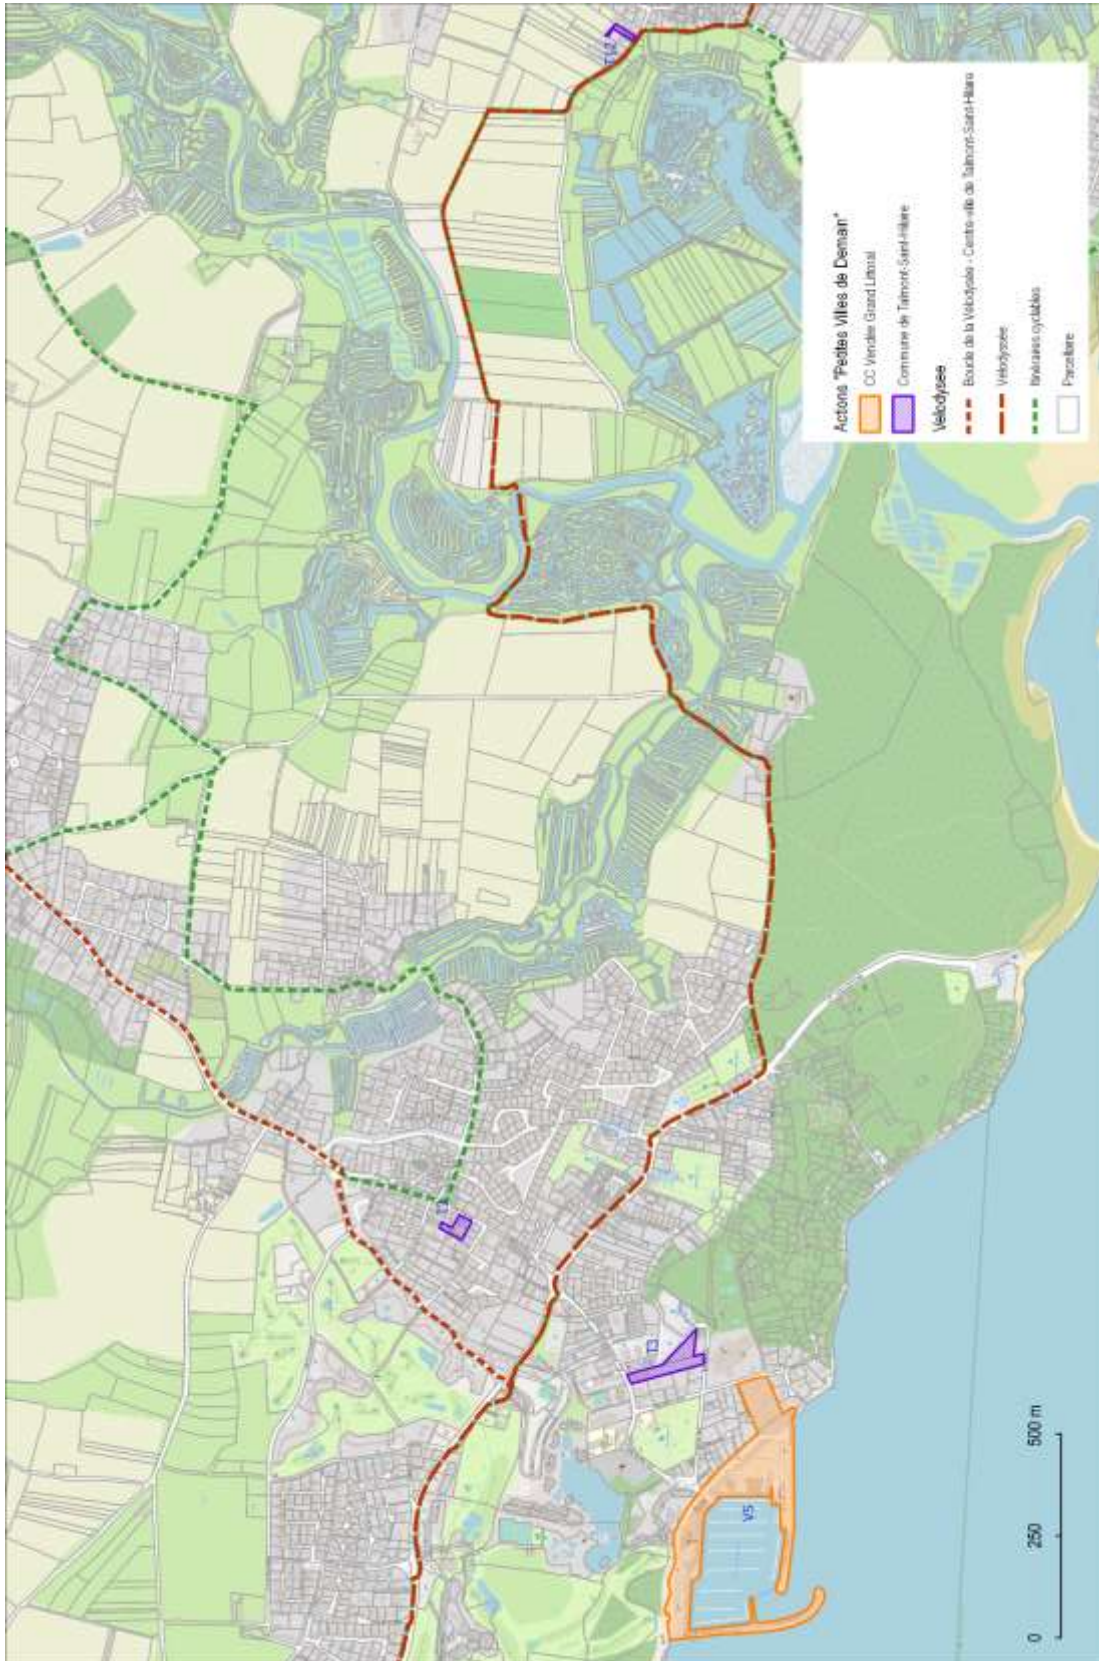 T12
Actions "Petites Villes de Demain"
CC Vendée Grand Littoral
Commune de Talmont-Saint-Hilaire
Vélodyssée
Boucle de la Vélodyssée - Centre-ville de Talmont-Saint-Hilaire
Vélodyssée
Itinéraires cyclables
Parcellaire
T3
V5
0 250 500 m